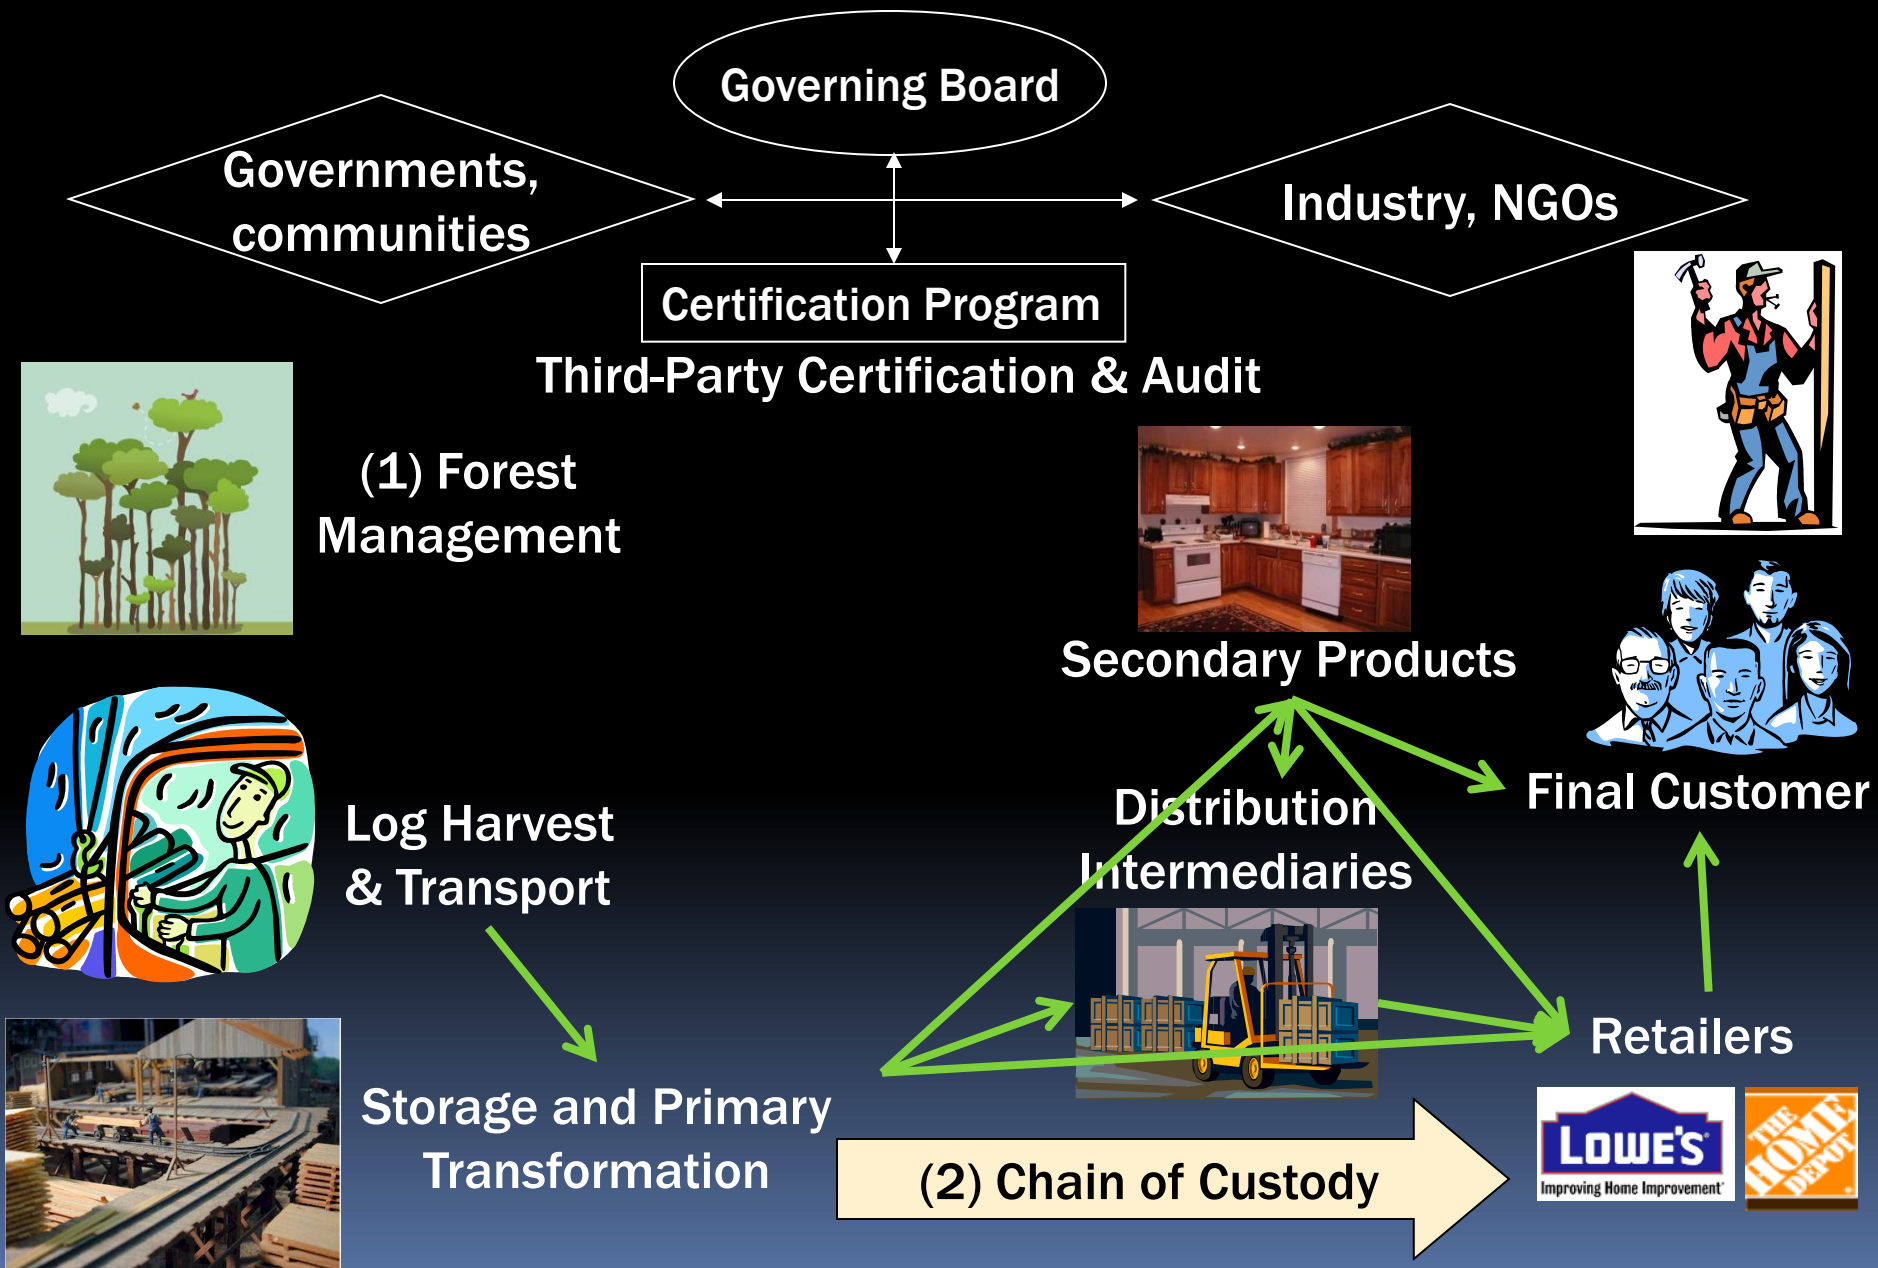 Governing Board
Governments,
communities
Industry, NGOs
Certification Program
Third-Party Certification & Audit
(1) Forest
Management
Secondary Products
Log Harvest
& Transport
Distribution
Intermediaries
Final Customer
Storage and Primary
Transformation
Retailers
(2) Chain of Custody
LOWE'S
Improving Home Improvement
THE
HOME
DEPOT